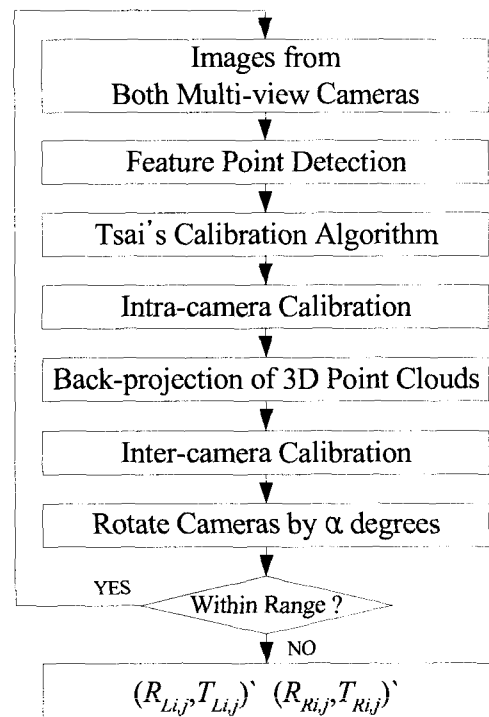 Images from
Both Multi-view Cameras
Feature Point Detection
Tsai's Calibration Algorithm
Intra-camera Calibration
Back-projection of 3D Point Clouds
Inter-camera Calibration
Rotate Cameras by α degrees
YES
Within Range ?
NO
(R_{Li,j},T_{Li,j})` (R_{Ri,j},T_{Ri,j})`